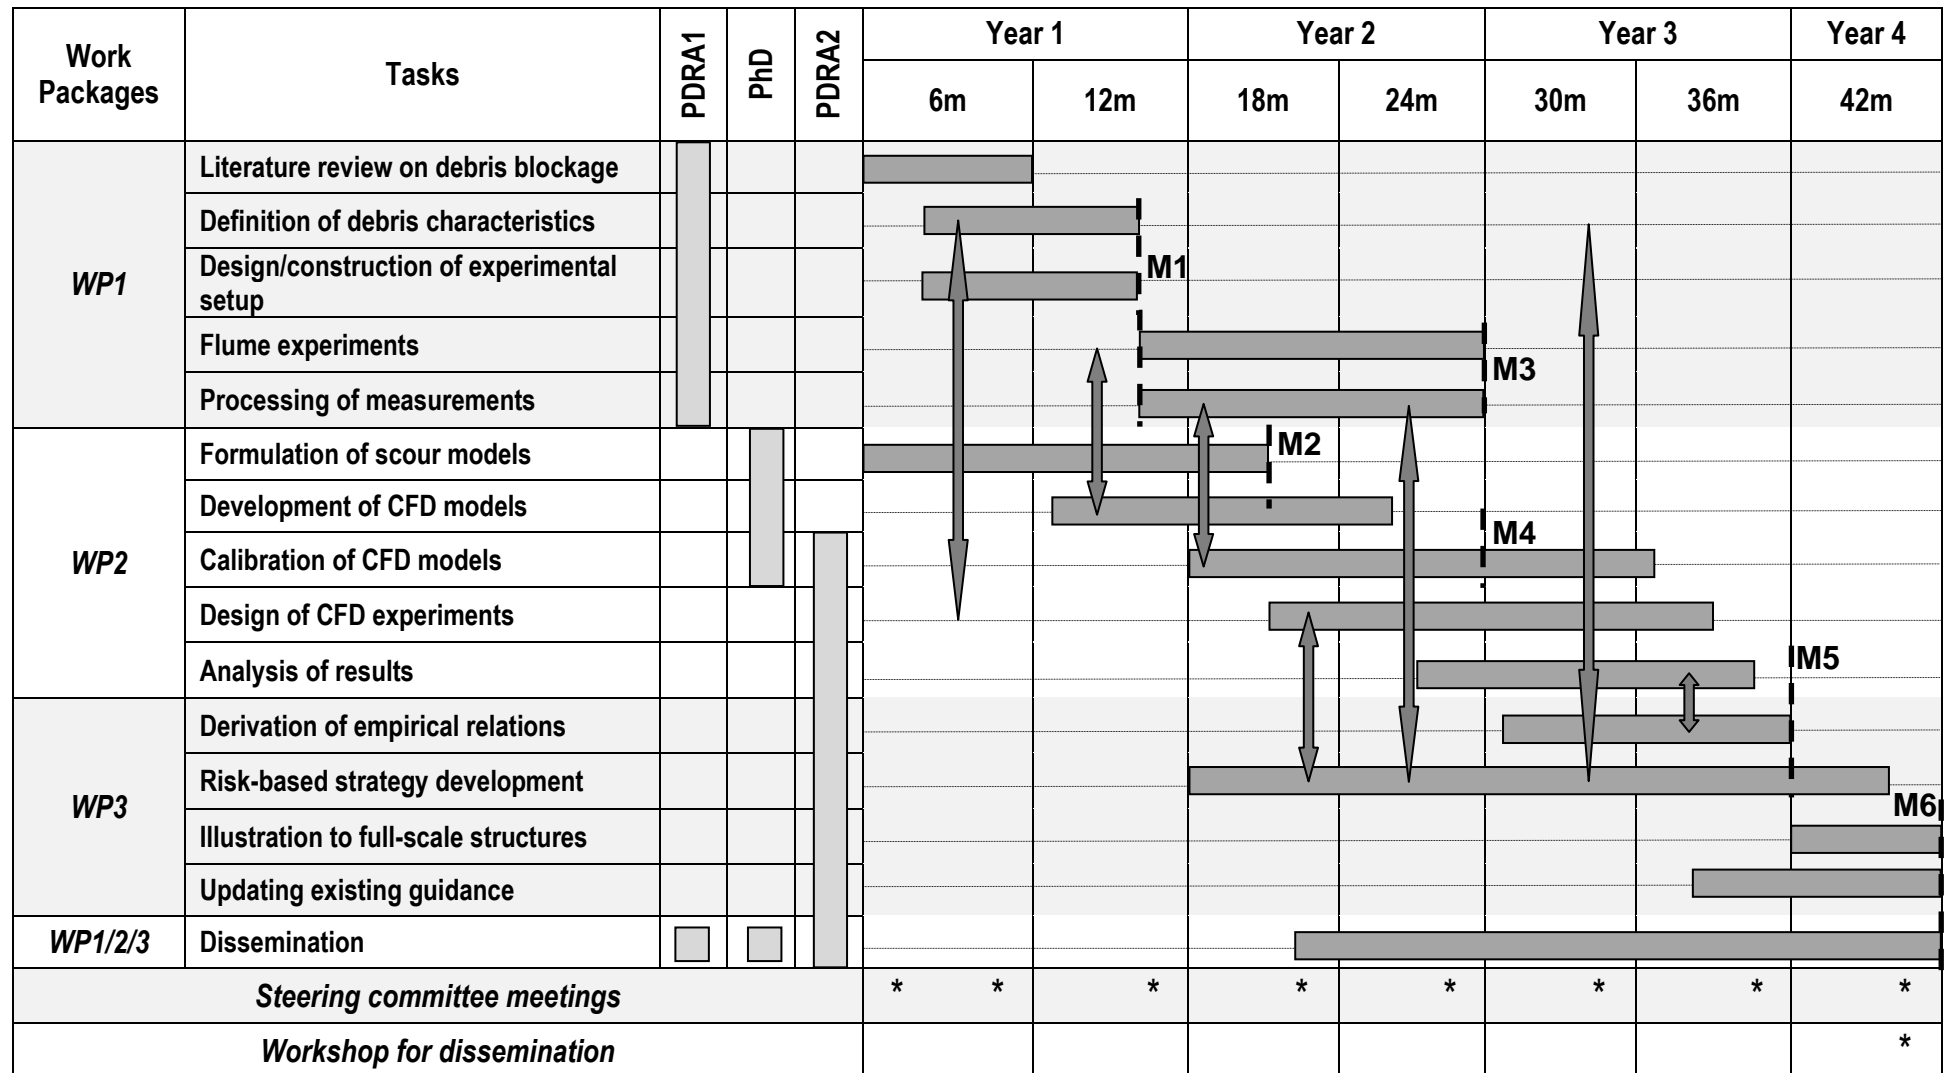 Work
Packages
Tasks
PDRA1
PhD
PDRA2
Year 1
Year 2
Year 3
Year 4
6m
12m
18m
24m
30m
36m
42m
WP1
Literature review on debris blockage
Definition of debris characteristics
Design/construction of experimental
setup
M1
Flume experiments
M3
Processing of measurements
WP2
Formulation of scour models
M2
Development of CFD models
Calibration of CFD models
M4
Design of CFD experiments
Analysis of results
M5
WP3
Derivation of empirical relations
Risk-based strategy development
M6
Illustration to full-scale structures
Updating existing guidance
WP1/2/3
Dissemination
Steering committee meetings
* * * * * * * *
Workshop for dissemination
*